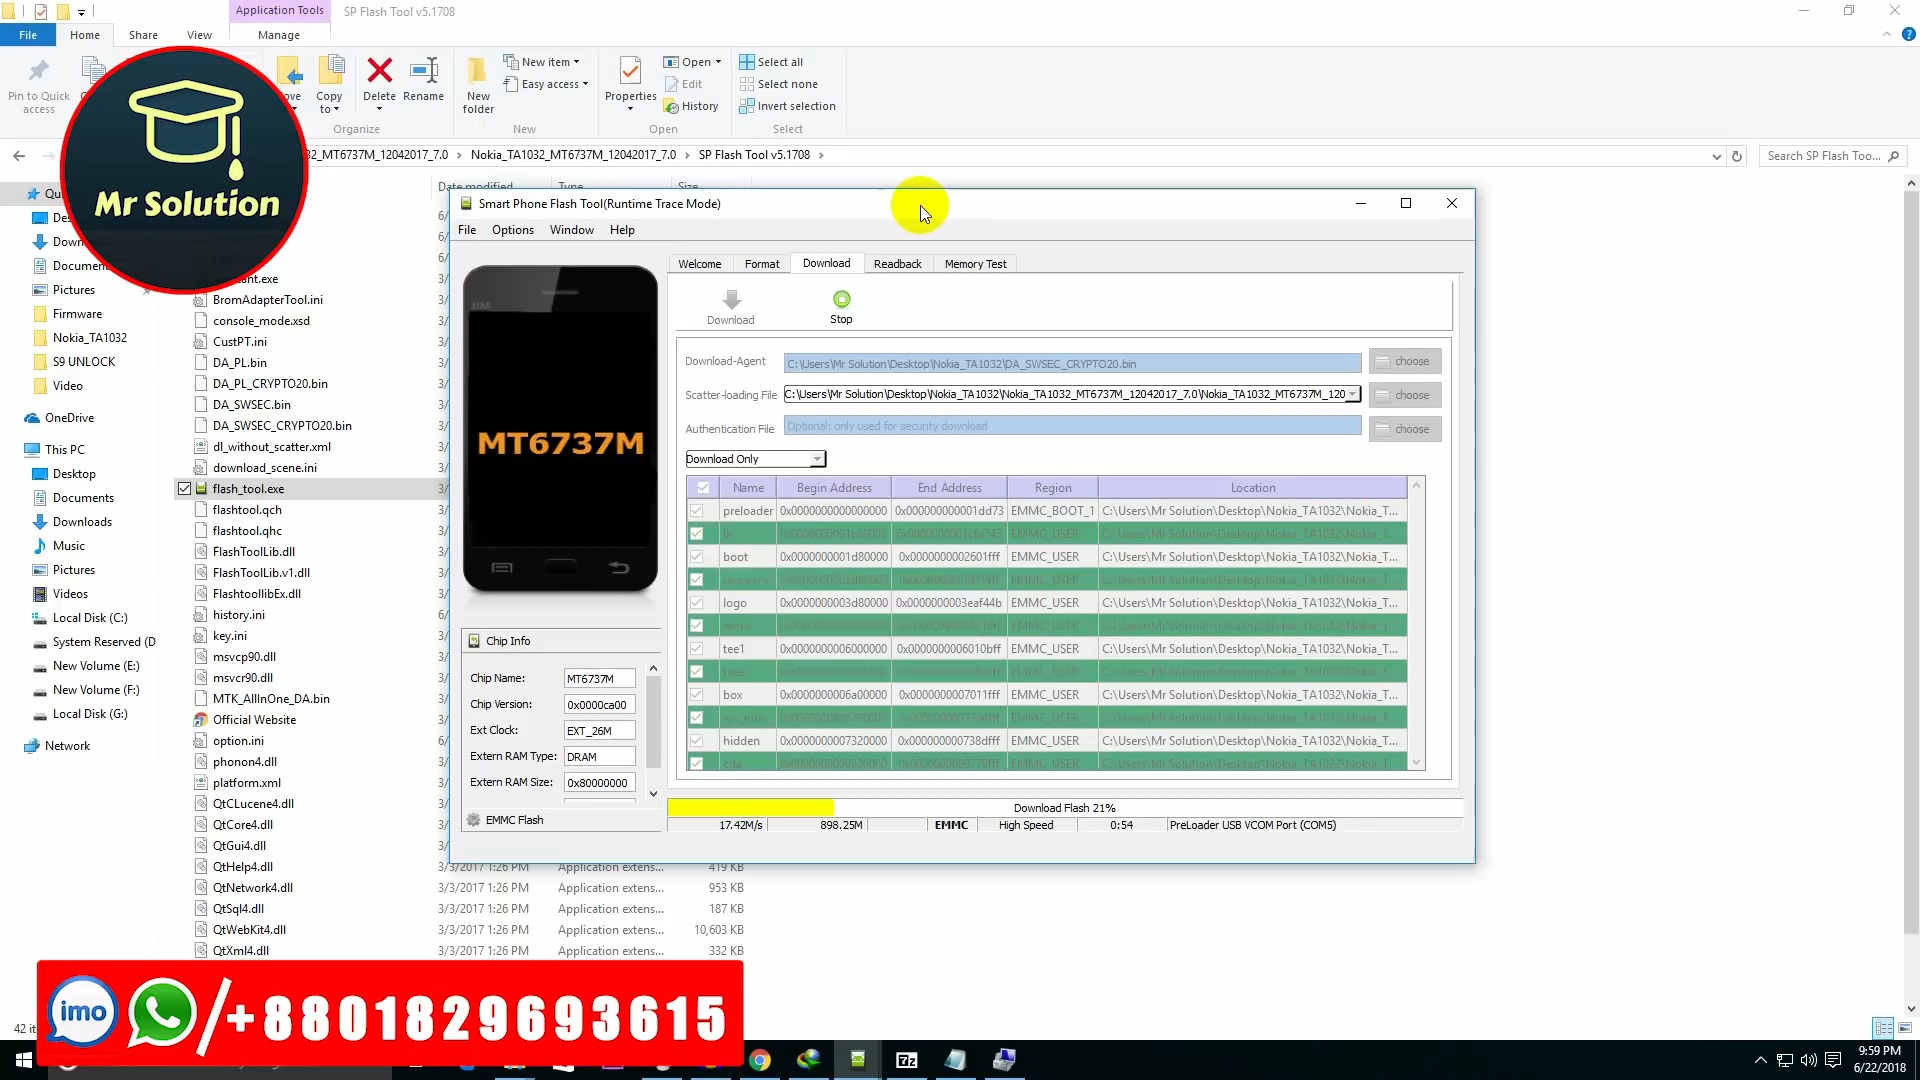 Application Tools
SP Flash Tool v5.1708
File
Home
Share
View
Manage
Pin to Quick access
Copy to
Delete
Rename
New folder
New item
Easy access
Properties
Open
Edit
History
Select all
Select none
Invert selection
Organize
New
Open
Select
Mr Solution
MT6737M_12042017_7.0 > Nokia_TA1032_MT6737M_12042017_7.0 > SP Flash Tool v5.1708 >
Search SP Flash Tool...
Date modified
Type
Size
Pictures
Firmware
Nokia_TA1032
S9 UNLOCK
Video
OneDrive
This PC
Desktop
Documents
Downloads
Music
Pictures
Videos
Local Disk (C:)
System Reserved (D
New Volume (E:)
New Volume (F:)
Local Disk (G:)
Network
BromAdapterTool.ini
console_mode.xsd
CustPT.ini
DA_PL.bin
DA_PL_CRYPTO20.bin
DA_SWSEC.bin
DA_SWSEC_CRYPTO20.bin
dl_without_scatter.xml
download_scene.ini
flash_tool.exe
flashtool.qch
flashtool.qhc
FlashToolLib.dll
FlashToolLib.v1.dll
FlashtoollibEx.dll
history.ini
key.ini
msvcp90.dll
msvcr90.dll
MTK_AllInOne_DA.bin
Official Website
option.ini
phonon4.dll
platform.xml
QtCLucene4.dll
QtCore4.dll
QtGui4.dll
QtHelp4.dll 3/3/2017 1:26 PM Application extens... 419 KB
QtNetwork4.dll 3/3/2017 1:26 PM Application extens... 953 KB
QtSql4.dll 3/3/2017 1:26 PM Application extens... 187 KB
QtWebKit4.dll 3/3/2017 1:26 PM Application extens... 10,603 KB
QtXml4.dll 3/3/2017 1:26 PM Application extens... 332 KB
Smart Phone Flash Tool(Runtime Trace Mode)
File Options Window Help
Welcome Format Download Readback Memory Test
Download
Stop
Download-Agent C:\Users\Mr Solution\Desktop\Nokia_TA1032\DA_SWSEC_CRYPTO20.bin choose
Scatter-loading File C:\Users\Mr Solution\Desktop\Nokia_TA1032\Nokia_TA1032_MT6737M_12042017_7.0\Nokia_TA1032_MT6737M_120 choose
Authentication File Optional: only used for security download choose
Download Only
Name Begin Address End Address Region Location
preloader 0x0000000000000000 0x000000000001dd73 EMMC_BOOT_1 C:\Users\Mr Solution\Desktop\Nokia_TA1032\Nokia_T...
boot 0x0000000001d80000 0x0000000002601fff EMMC_USER C:\Users\Mr Solution\Desktop\Nokia_TA1032\Nokia_T...
logo 0x0000000003d80000 0x0000000003eaf44b EMMC_USER C:\Users\Mr Solution\Desktop\Nokia_TA1032\Nokia_T...
tee1 0x0000000006000000 0x0000000006010bff EMMC_USER C:\Users\Mr Solution\Desktop\Nokia_TA1032\Nokia_T...
box 0x0000000006a00000 0x0000000007011fff EMMC_USER C:\Users\Mr Solution\Desktop\Nokia_TA1032\Nokia_T...
hidden 0x0000000007320000 0x000000000738dfff EMMC_USER C:\Users\Mr Solution\Desktop\Nokia_TA1032\Nokia_T...
BM
MT6737M
Chip Info
Chip Name: MT6737M
Chip Version: 0x0000ca00
Ext Clock: EXT_26M
Extern RAM Type: DRAM
Extern RAM Size: 0x80000000
EMMC Flash
Download Flash 21%
17.42M/s 898.25M EMMC High Speed 0:54 PreLoader USB VCOM Port (COM5)
imo /+8801829693615
42
7z
9:59 PM
6/22/2018